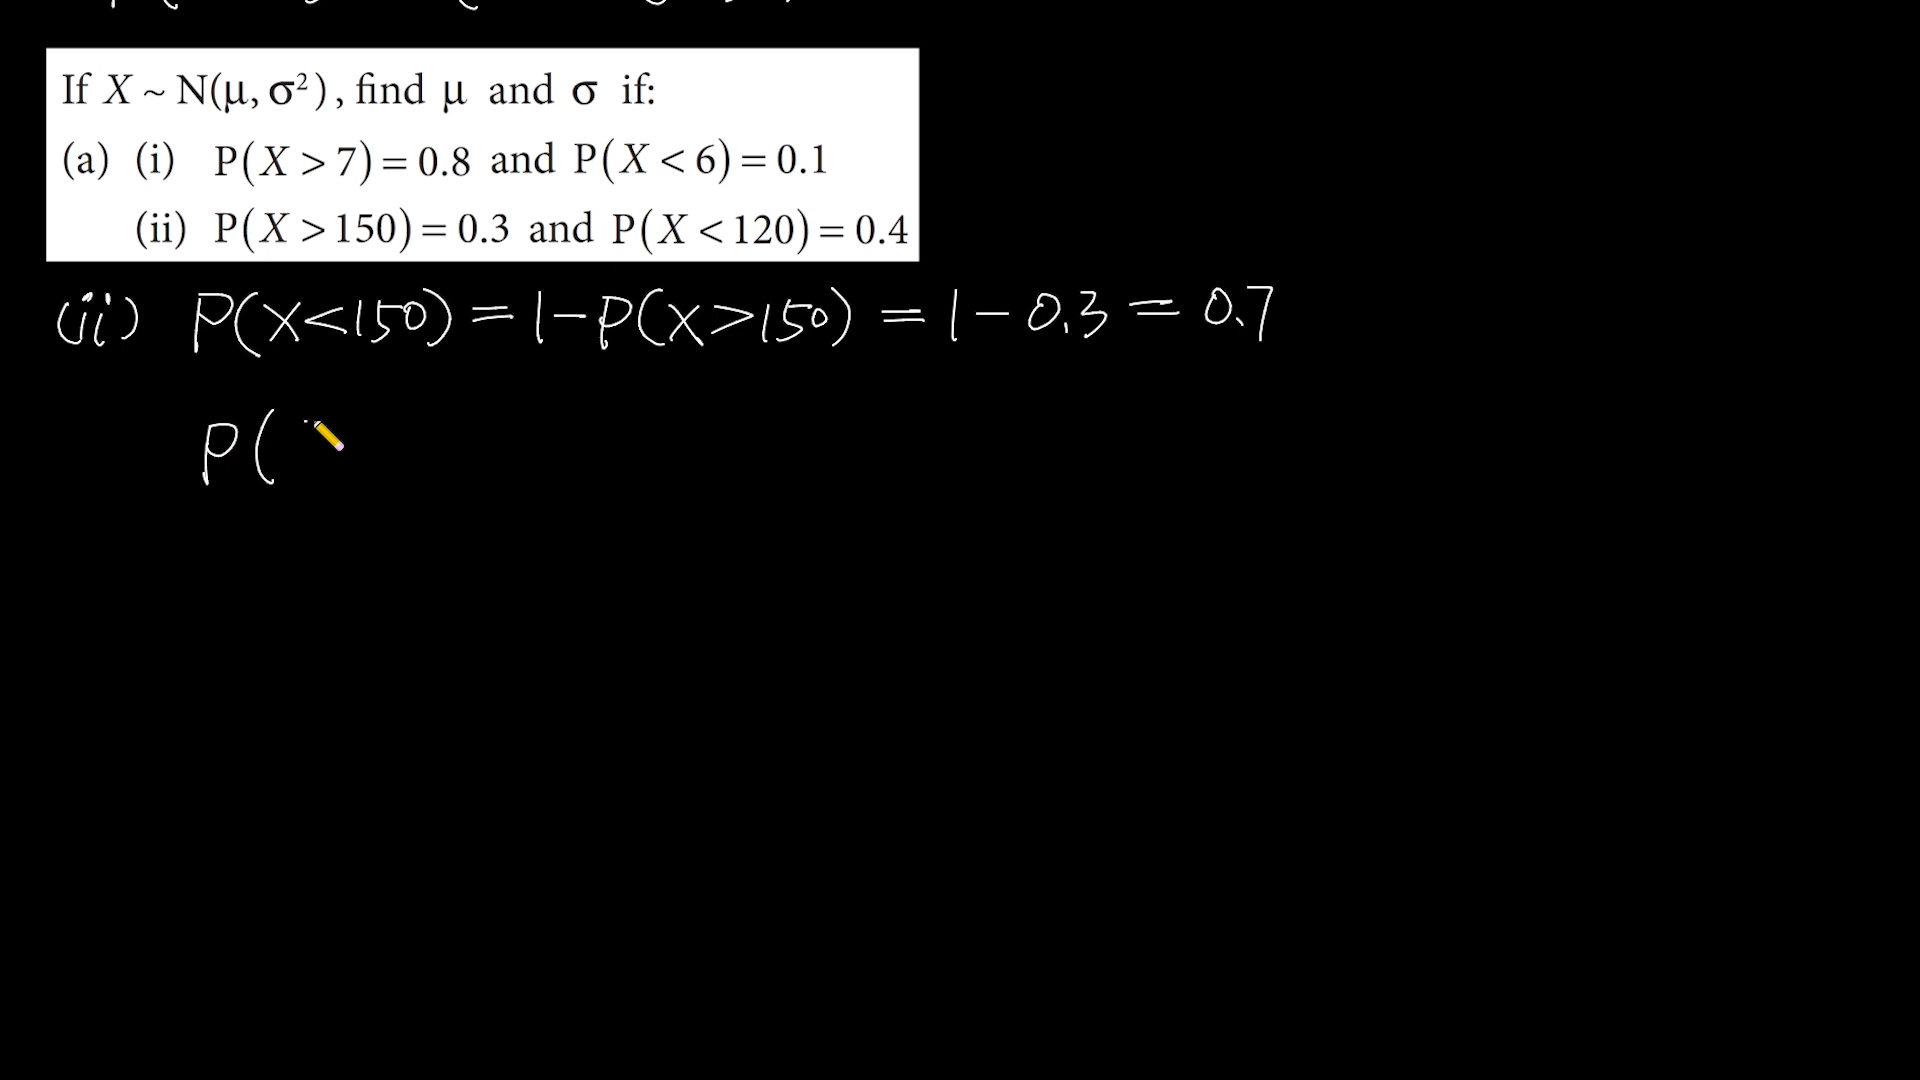 If X ~ N(μ, σ²), find μ and σ if:
(a) (i) P(X > 7) = 0.8 and P(X < 6) = 0.1
(ii) P(X > 150) = 0.3 and P(X < 120) = 0.4
(ii) P(X<150) = 1-P(X>150) = 1-0.3 = 0.7
P(